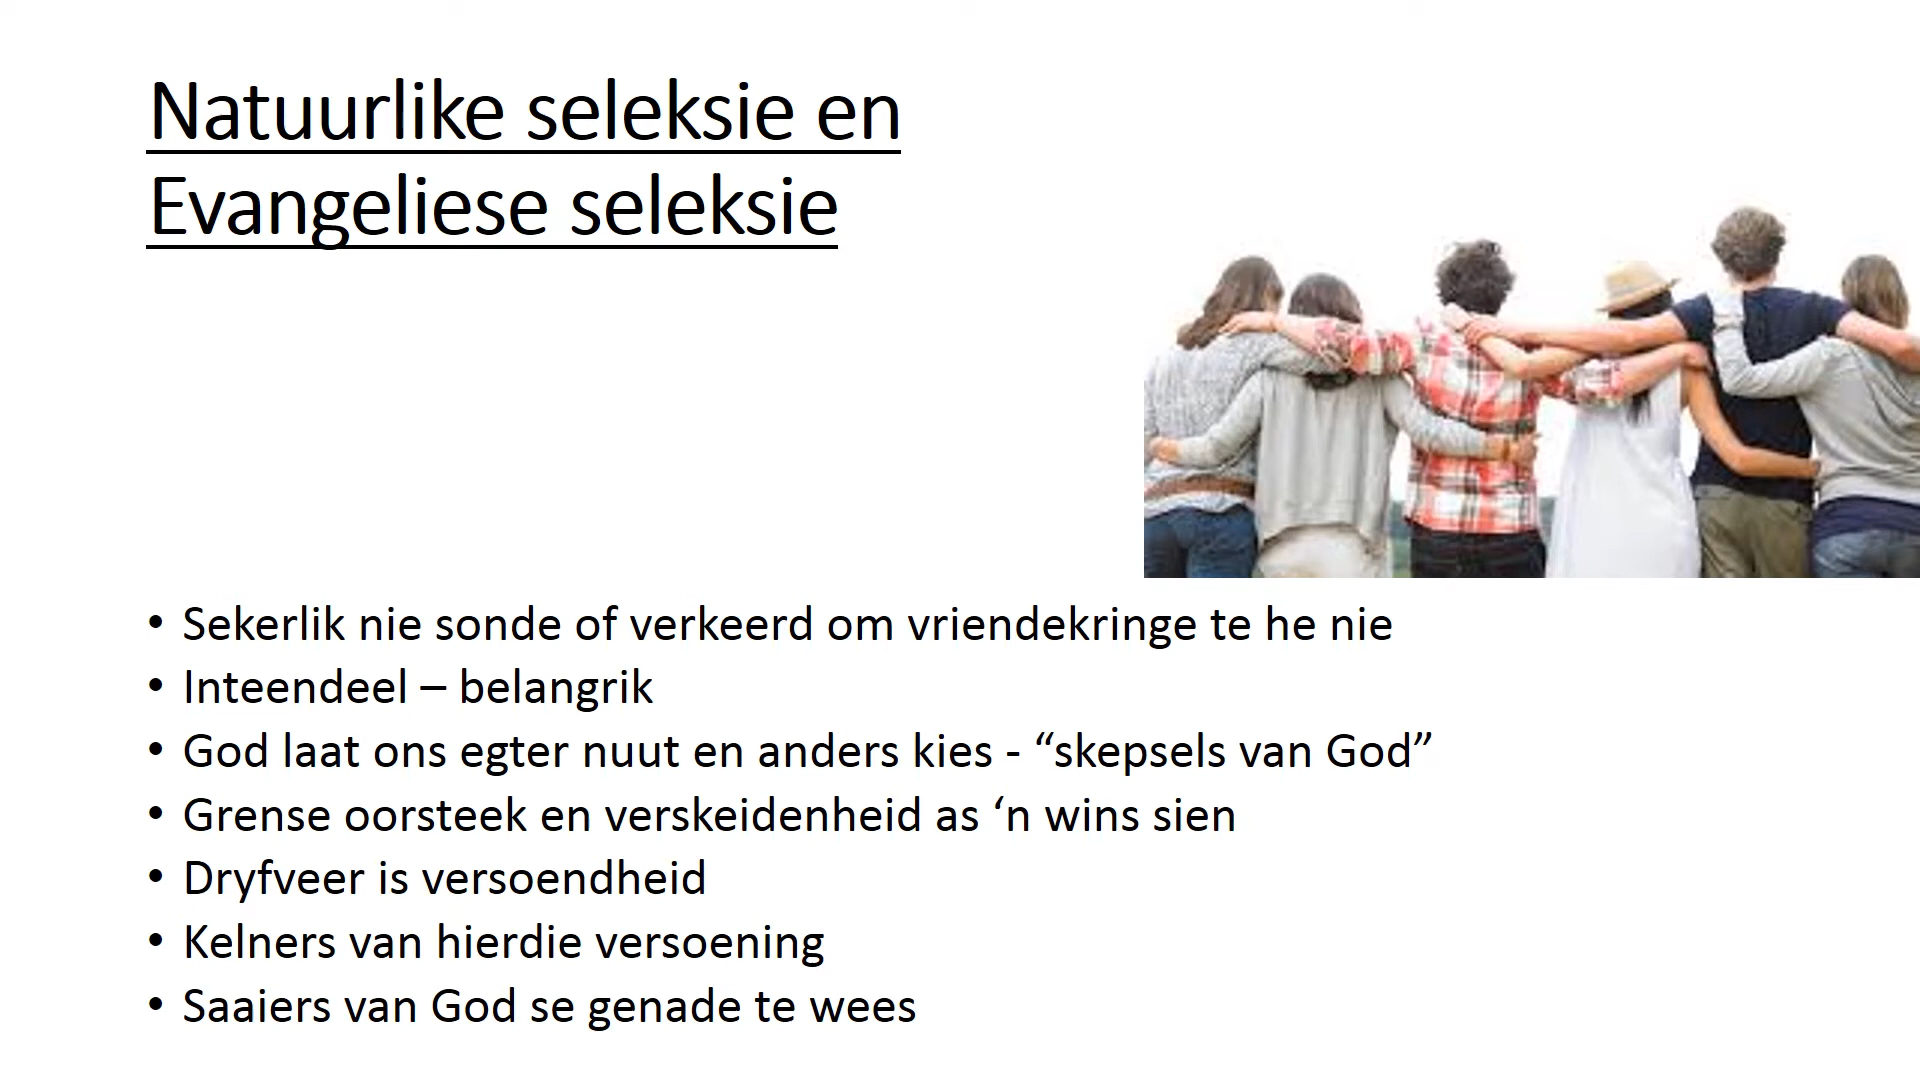 Natuurlike seleksie en
Evangeliese seleksie
• Sekerlik nie sonde of verkeerd om vriendekringe te he nie
• Inteendeel – belangrik
• God laat ons egter nuut en anders kies - “skepsels van God”
• Grense oorsteek en verskeidenheid as ‘n wins sien
• Dryfveer is versoendheid
• Kelners van hierdie versoening
• Saaiers van God se genade te wees